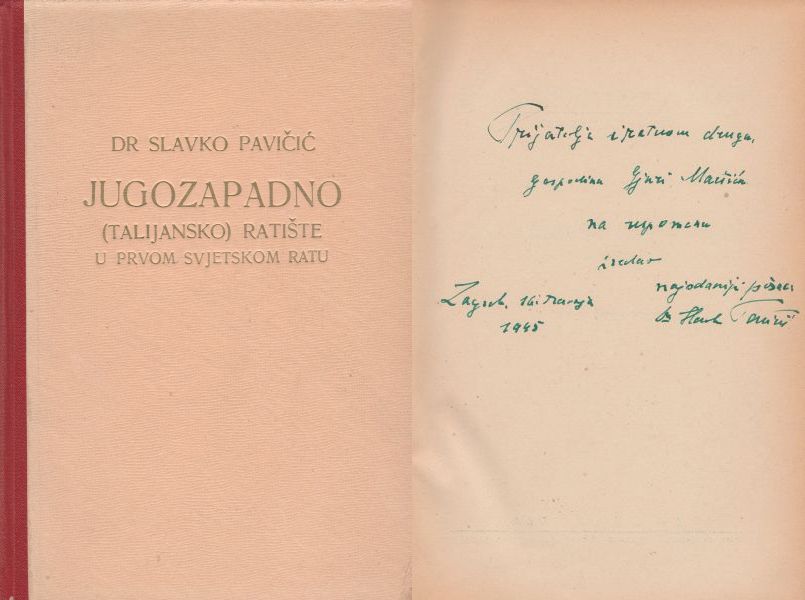 DR SLAVKO PAVIČIĆ
JUGOZAPADNO
(TALIJANSKO) RATIŠTE
U PRVOM SVJETSKOM RATU
Prijatelju i ratnom drugu,
gospodinu Gjuri
na uspomenu
najodaniji pisac
Zagreb, 16. travnja
Dr Slavko Pavičić
1945